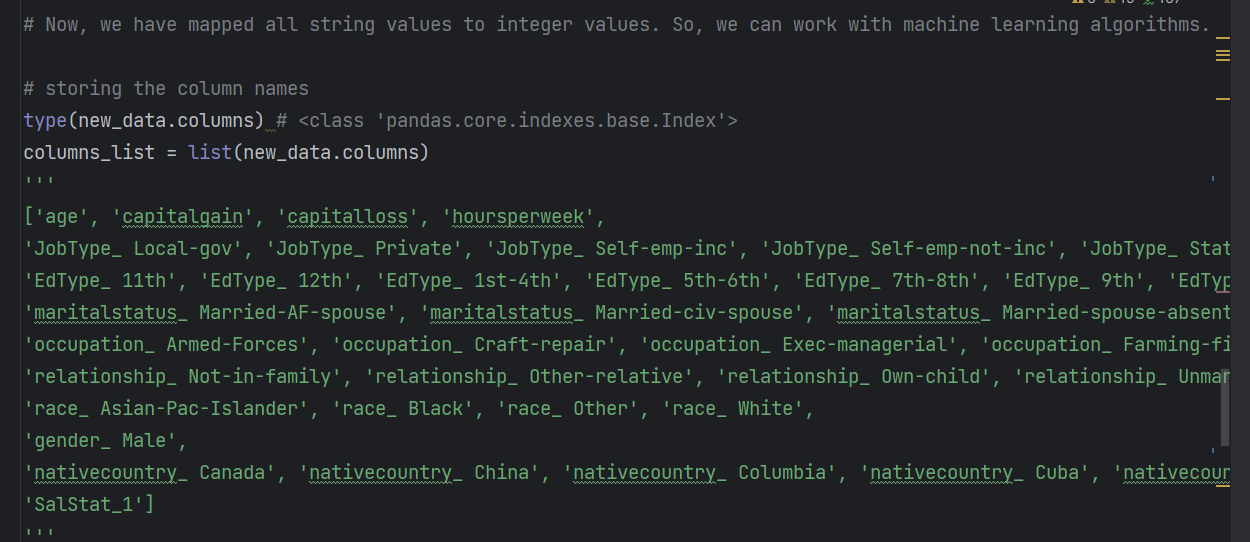 # Now, we have mapped all string values to integer values. So, we can work with machine learning algorithms.
# storing the column names
type(new_data.columns) # <class 'pandas.core.indexes.base.Index'>
columns_list = list(new_data.columns)
'''
['age', 'capitalgain', 'capitalloss', 'hoursperweek',
'JobType_ Local-gov', 'JobType_ Private', 'JobType_ Self-emp-inc', 'JobType_ Self-emp-not-inc', 'JobType_ Stat
'EdType_ 11th', 'EdType_ 12th', 'EdType_ 1st-4th', 'EdType_ 5th-6th', 'EdType_ 7th-8th', 'EdType_ 9th', 'EdTyp
'maritalstatus_ Married-AF-spouse', 'maritalstatus_ Married-civ-spouse', 'maritalstatus_ Married-spouse-absent
'occupation_ Armed-Forces', 'occupation_ Craft-repair', 'occupation_ Exec-managerial', 'occupation_ Farming-fi
'relationship_ Not-in-family', 'relationship_ Other-relative', 'relationship_ Own-child', 'relationship_ Unmar
'race_ Asian-Pac-Islander', 'race_ Black', 'race_ Other', 'race_ White',
'gender_ Male',
'nativecountry_ Canada', 'nativecountry_ China', 'nativecountry_ Columbia', 'nativecountry_ Cuba', 'nativecoun
'SalStat_1']
'''